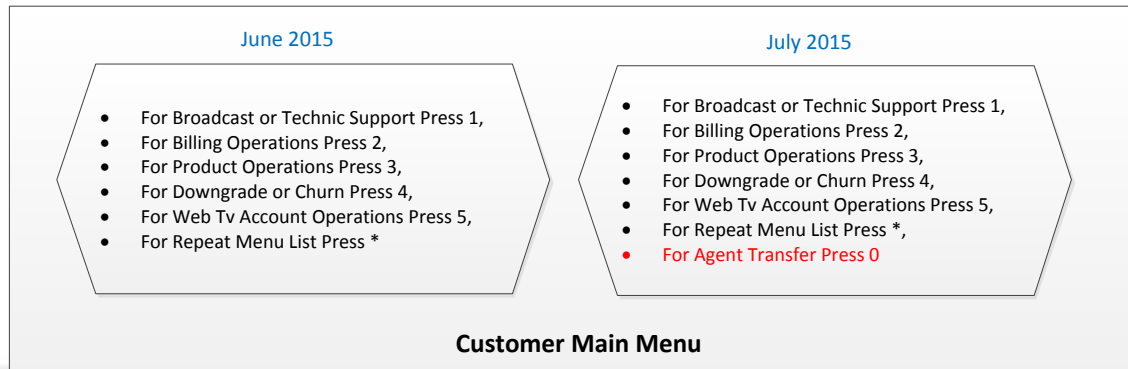 June 2015
• For Broadcast or Technic Support Press 1,
• For Billing Operations Press 2,
• For Product Operations Press 3,
• For Downgrade or Churn Press 4,
• For Web Tv Account Operations Press 5,
• For Repeat Menu List Press *
July 2015
• For Broadcast or Technic Support Press 1,
• For Billing Operations Press 2,
• For Product Operations Press 3,
• For Downgrade or Churn Press 4,
• For Web Tv Account Operations Press 5,
• For Repeat Menu List Press *,
• For Agent Transfer Press 0
Customer Main Menu